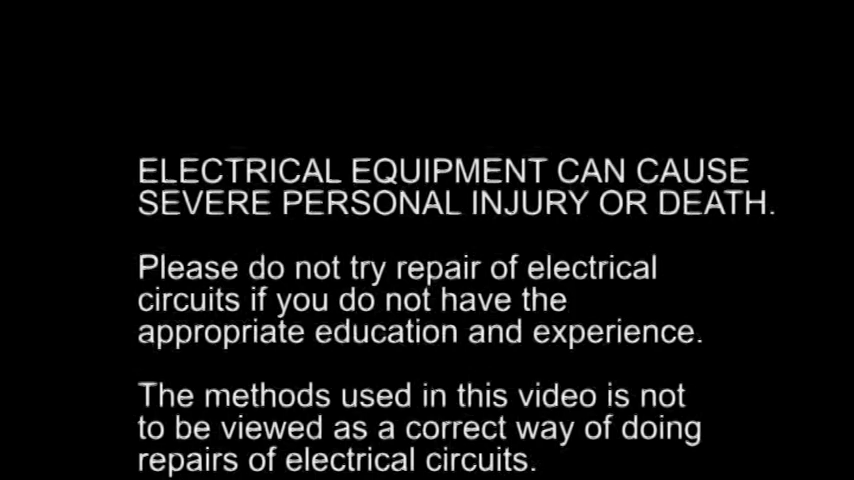 ELECTRICAL EQUIPMENT CAN CAUSE
SEVERE PERSONAL INJURY OR DEATH.
Please do not try repair of electrical
circuits if you do not have the
appropriate education and experience.
The methods used in this video is not
to be viewed as a correct way of doing
repairs of electrical circuits.